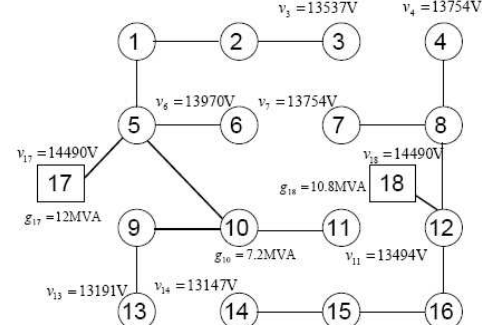 v₃ =13537V v₄ =13754V
1 2 3 4
v₆ =13970V v₇ =13754V
5 6 7 8
v₁₇ =14490V v₁₈ =14490V
17 18
g₁₈ =10.8MVA
g₁₇ =12MVA
9 10 11 12
g₁₀ = 7.2MVA v₁₁ =13494V
v₁₃ =13191V v₁₄ =13147V
13 14 15 16